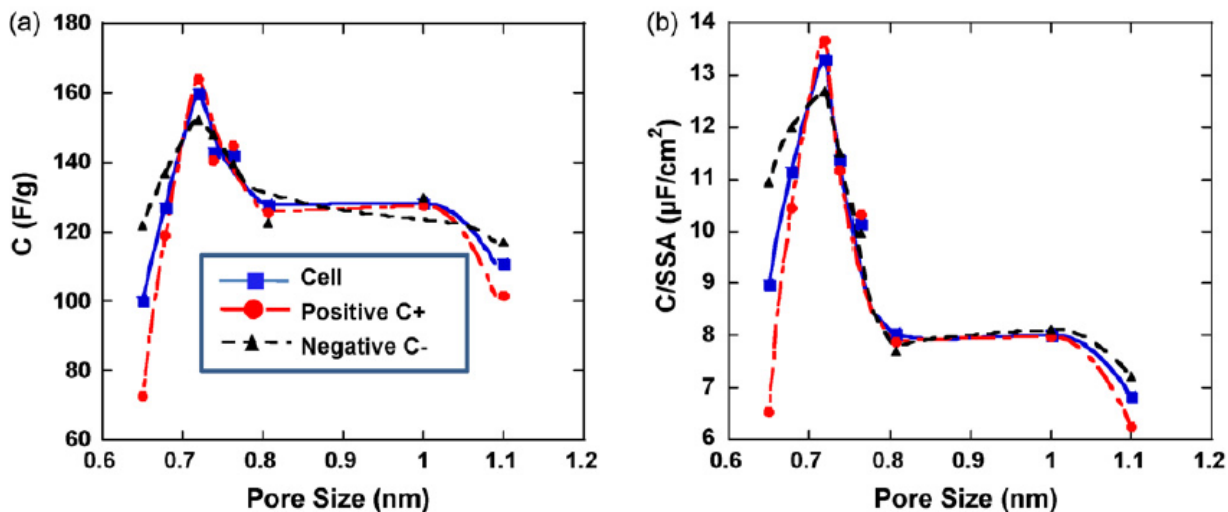 (a)
180
160
140
120
100
80
60
C (F/g)
Cell
Positive C+
Negative C-
0.6 0.7 0.8 0.9 1 1.1 1.2
Pore Size (nm)
(b)
14
13
12
11
10
9
8
7
6
C/SSA (µF/cm²)
0.6 0.7 0.8 0.9 1 1.1 1.2
Pore Size (nm)